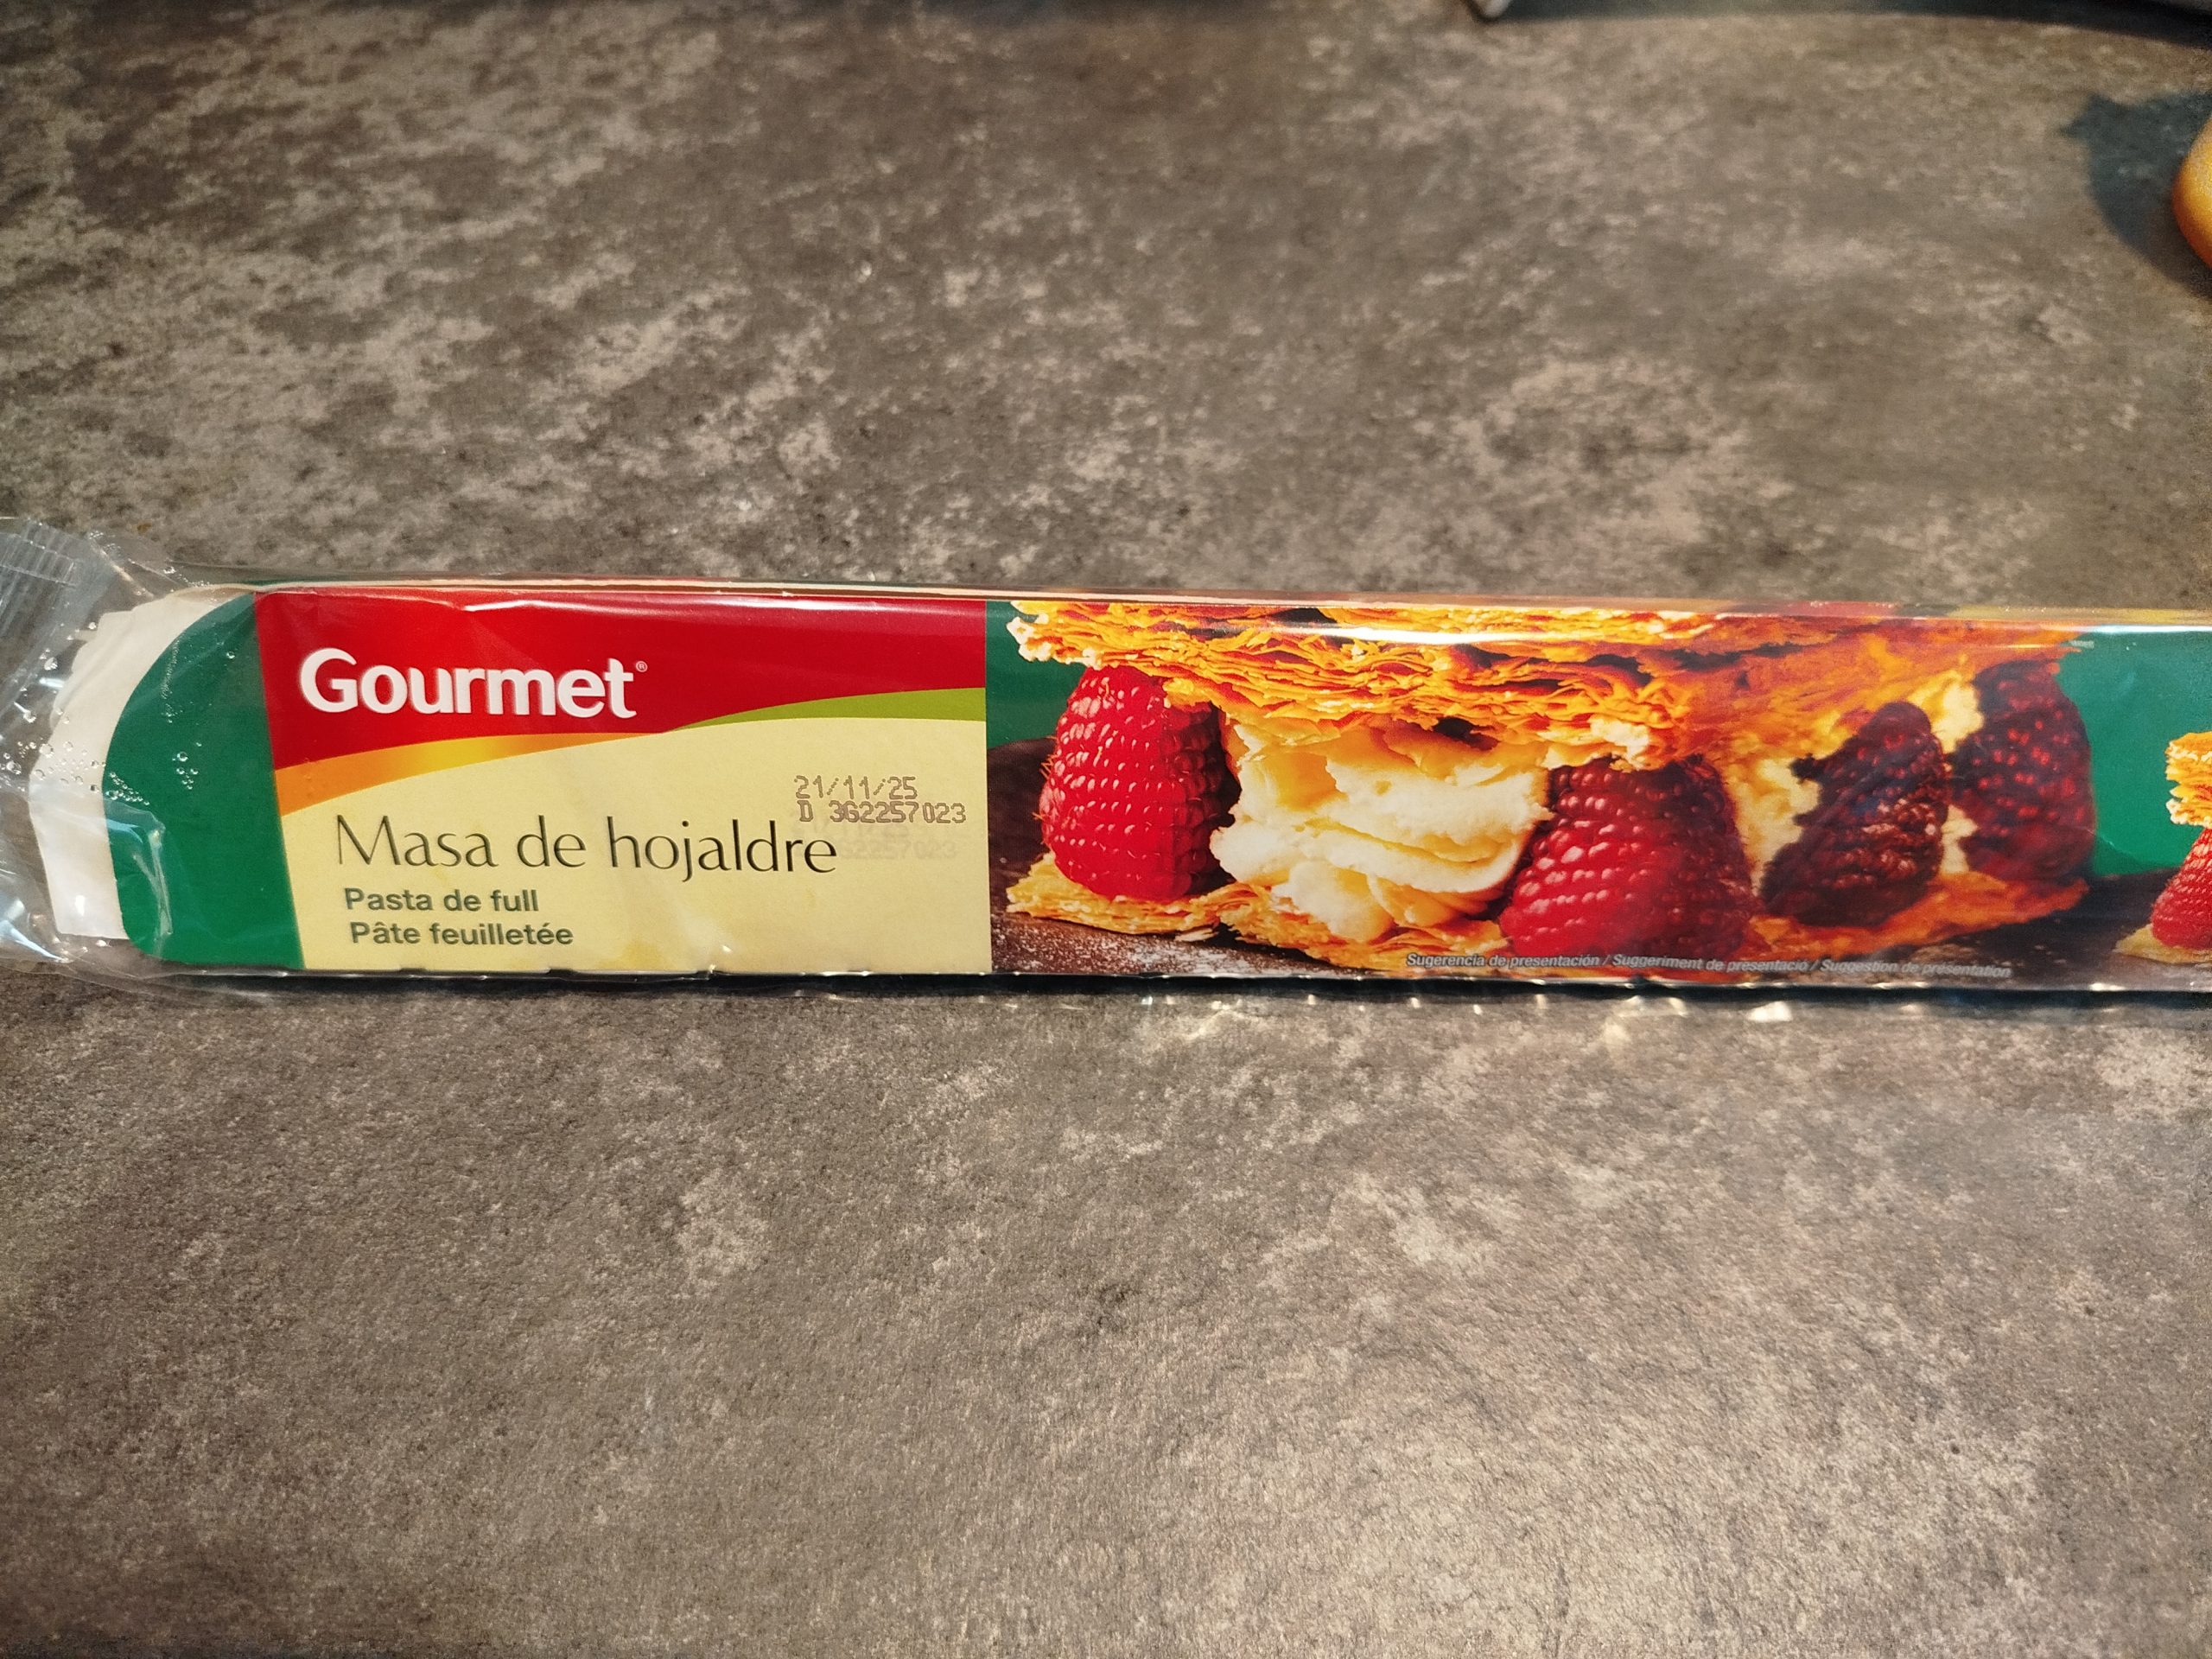 Gourmet®
21/11/25
D 362257023
Masa de hojaldre
Pasta de full
Pâte feuilletée
Sugerencia de presentación / Suggeriment de presentació / Suggestion de présentation